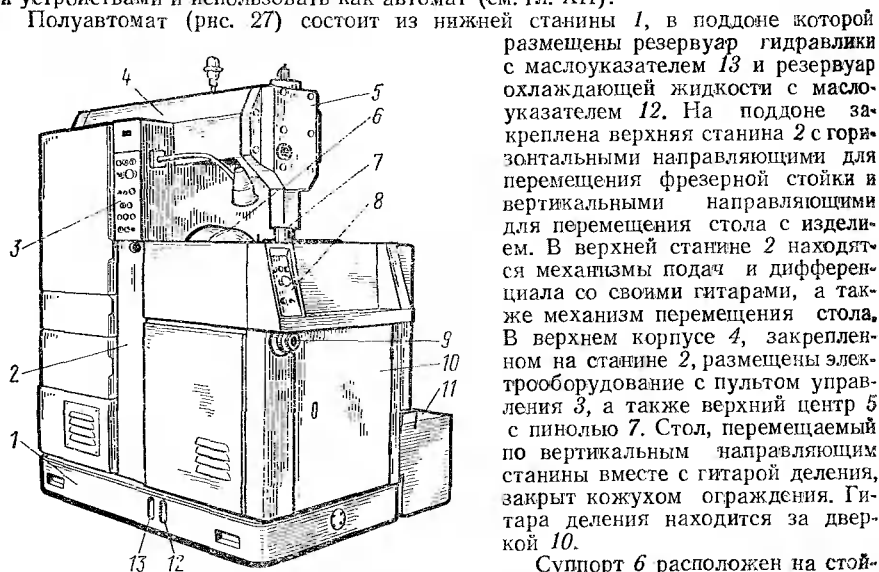 и устройствами и использовать как автомат (см. гл. XII).
Полуавтомат (рис. 27) состоит из нижней станины 1, в поддоне которой
размещены резервуар гидравлики
с маслоуказателем 13 и резервуар
охлаждающей жидкости с масло-
указателем 12. На поддоне за-
креплена верхняя станина 2 с гори-
зонтальными направляющими для
перемещения фрезерной стойки и
вертикальными направляющими
для перемещения стола с издели-
ем. В верхней станине 2 находят-
ся механизмы подач и дифферен-
циала со своими гитарами, а так-
же механизм перемещения стола.
В верхнем корпусе 4, закреплен-
ном на станине 2, размещены элек-
трооборудование с пультом управ-
ления 3, а также верхний центр 5
с пинолью 7. Стол, перемещаемый
по вертикальным направляющим
станины вместе с гитарой деления,
закрыт кожухом ограждения. Ги-
тара деления находится за двер-
кой 10.
Суппорт 6 расположен на стой-
4
5
6
7
8
3
9
10
2
11
1
13
12